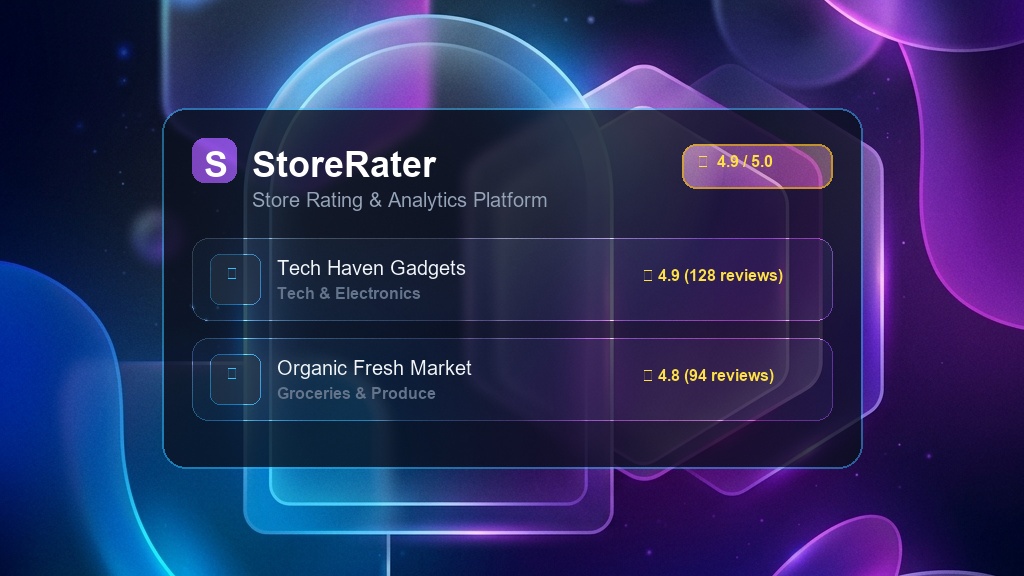 S StoreRater
4.9 / 5.0
Store Rating & Analytics Platform
Tech Haven Gadgets
4.9 (128 reviews)
Tech & Electronics
Organic Fresh Market
4.8 (94 reviews)
Groceries & Produce